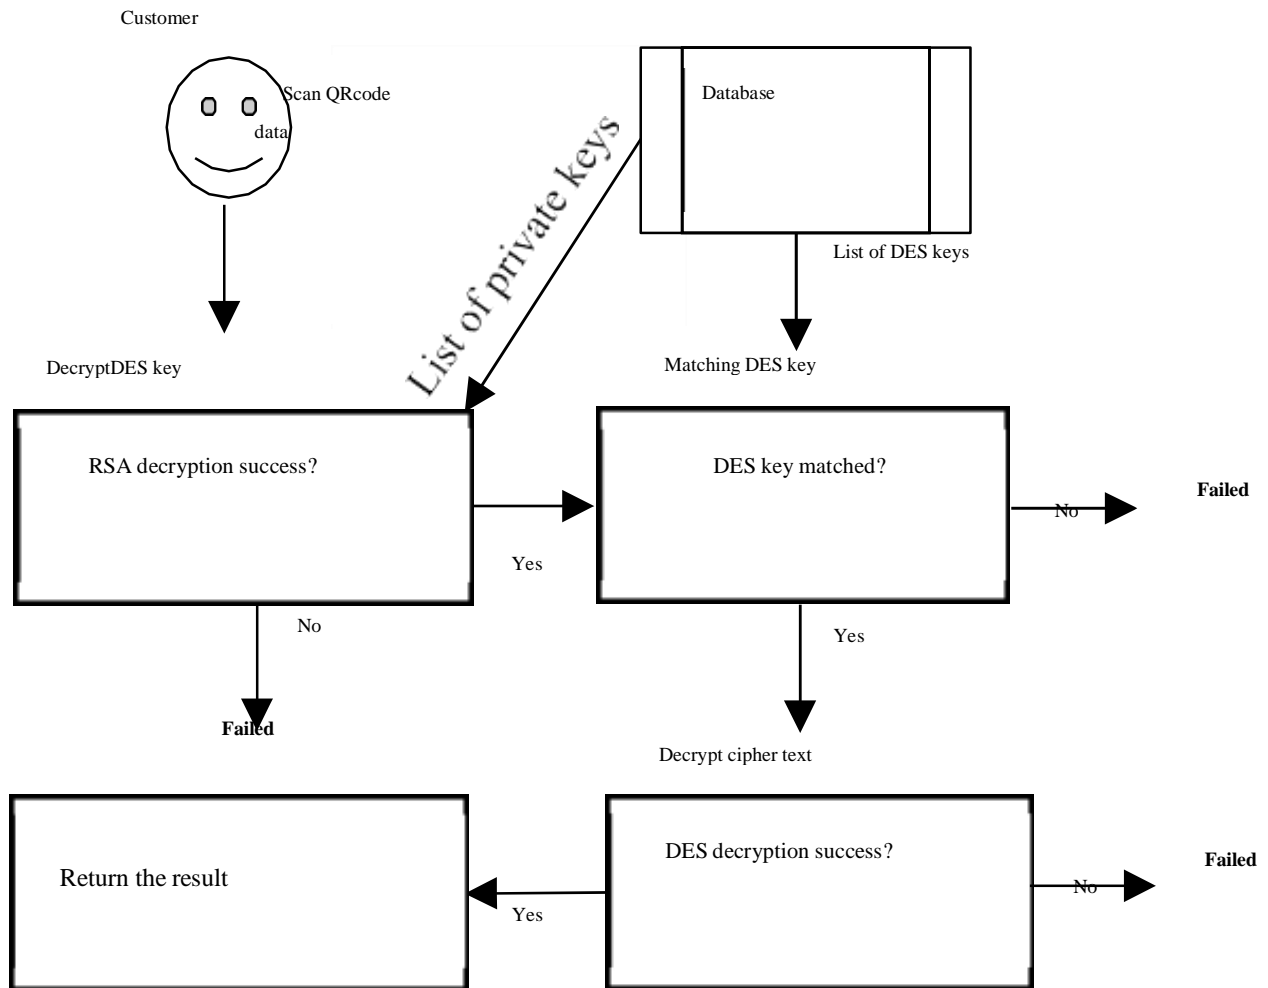 Customer
Scan QRcode
data
Database
List of private keys
List of DES keys
DecryptDES key
Matching DES key
RSA decryption success?
DES key matched?
Failed
No
Yes
No
Yes
Failed
Decrypt cipher text
DES decryption success?
Failed
Return the result
No
Yes